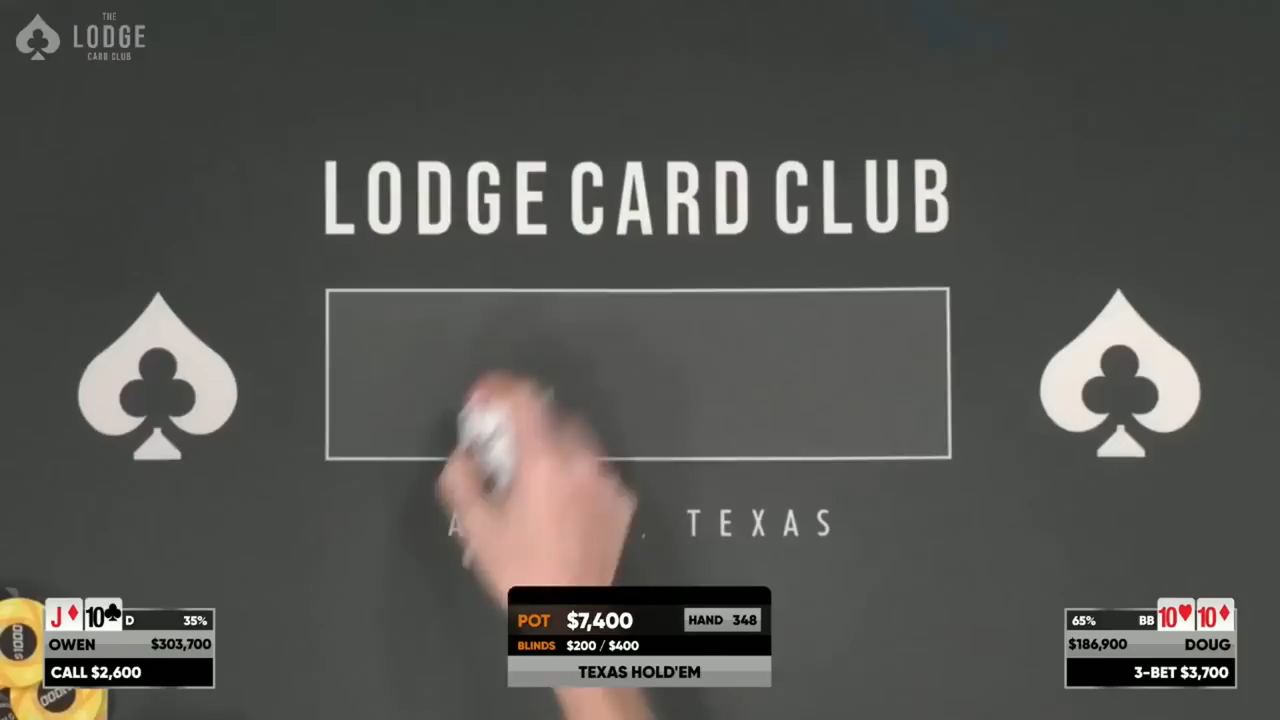 THE
LODGE
CARD CLUB
LODGE CARD CLUB
TEXAS
J♦ 10♣ D 35%
OWEN $303,700
CALL $2,600
POT $7,400 HAND 348
BLINDS $200 / $400
TEXAS HOLD'EM
65% BB 10♥ 10♦
$186,900 DOUG
3-BET $3,700
$1000